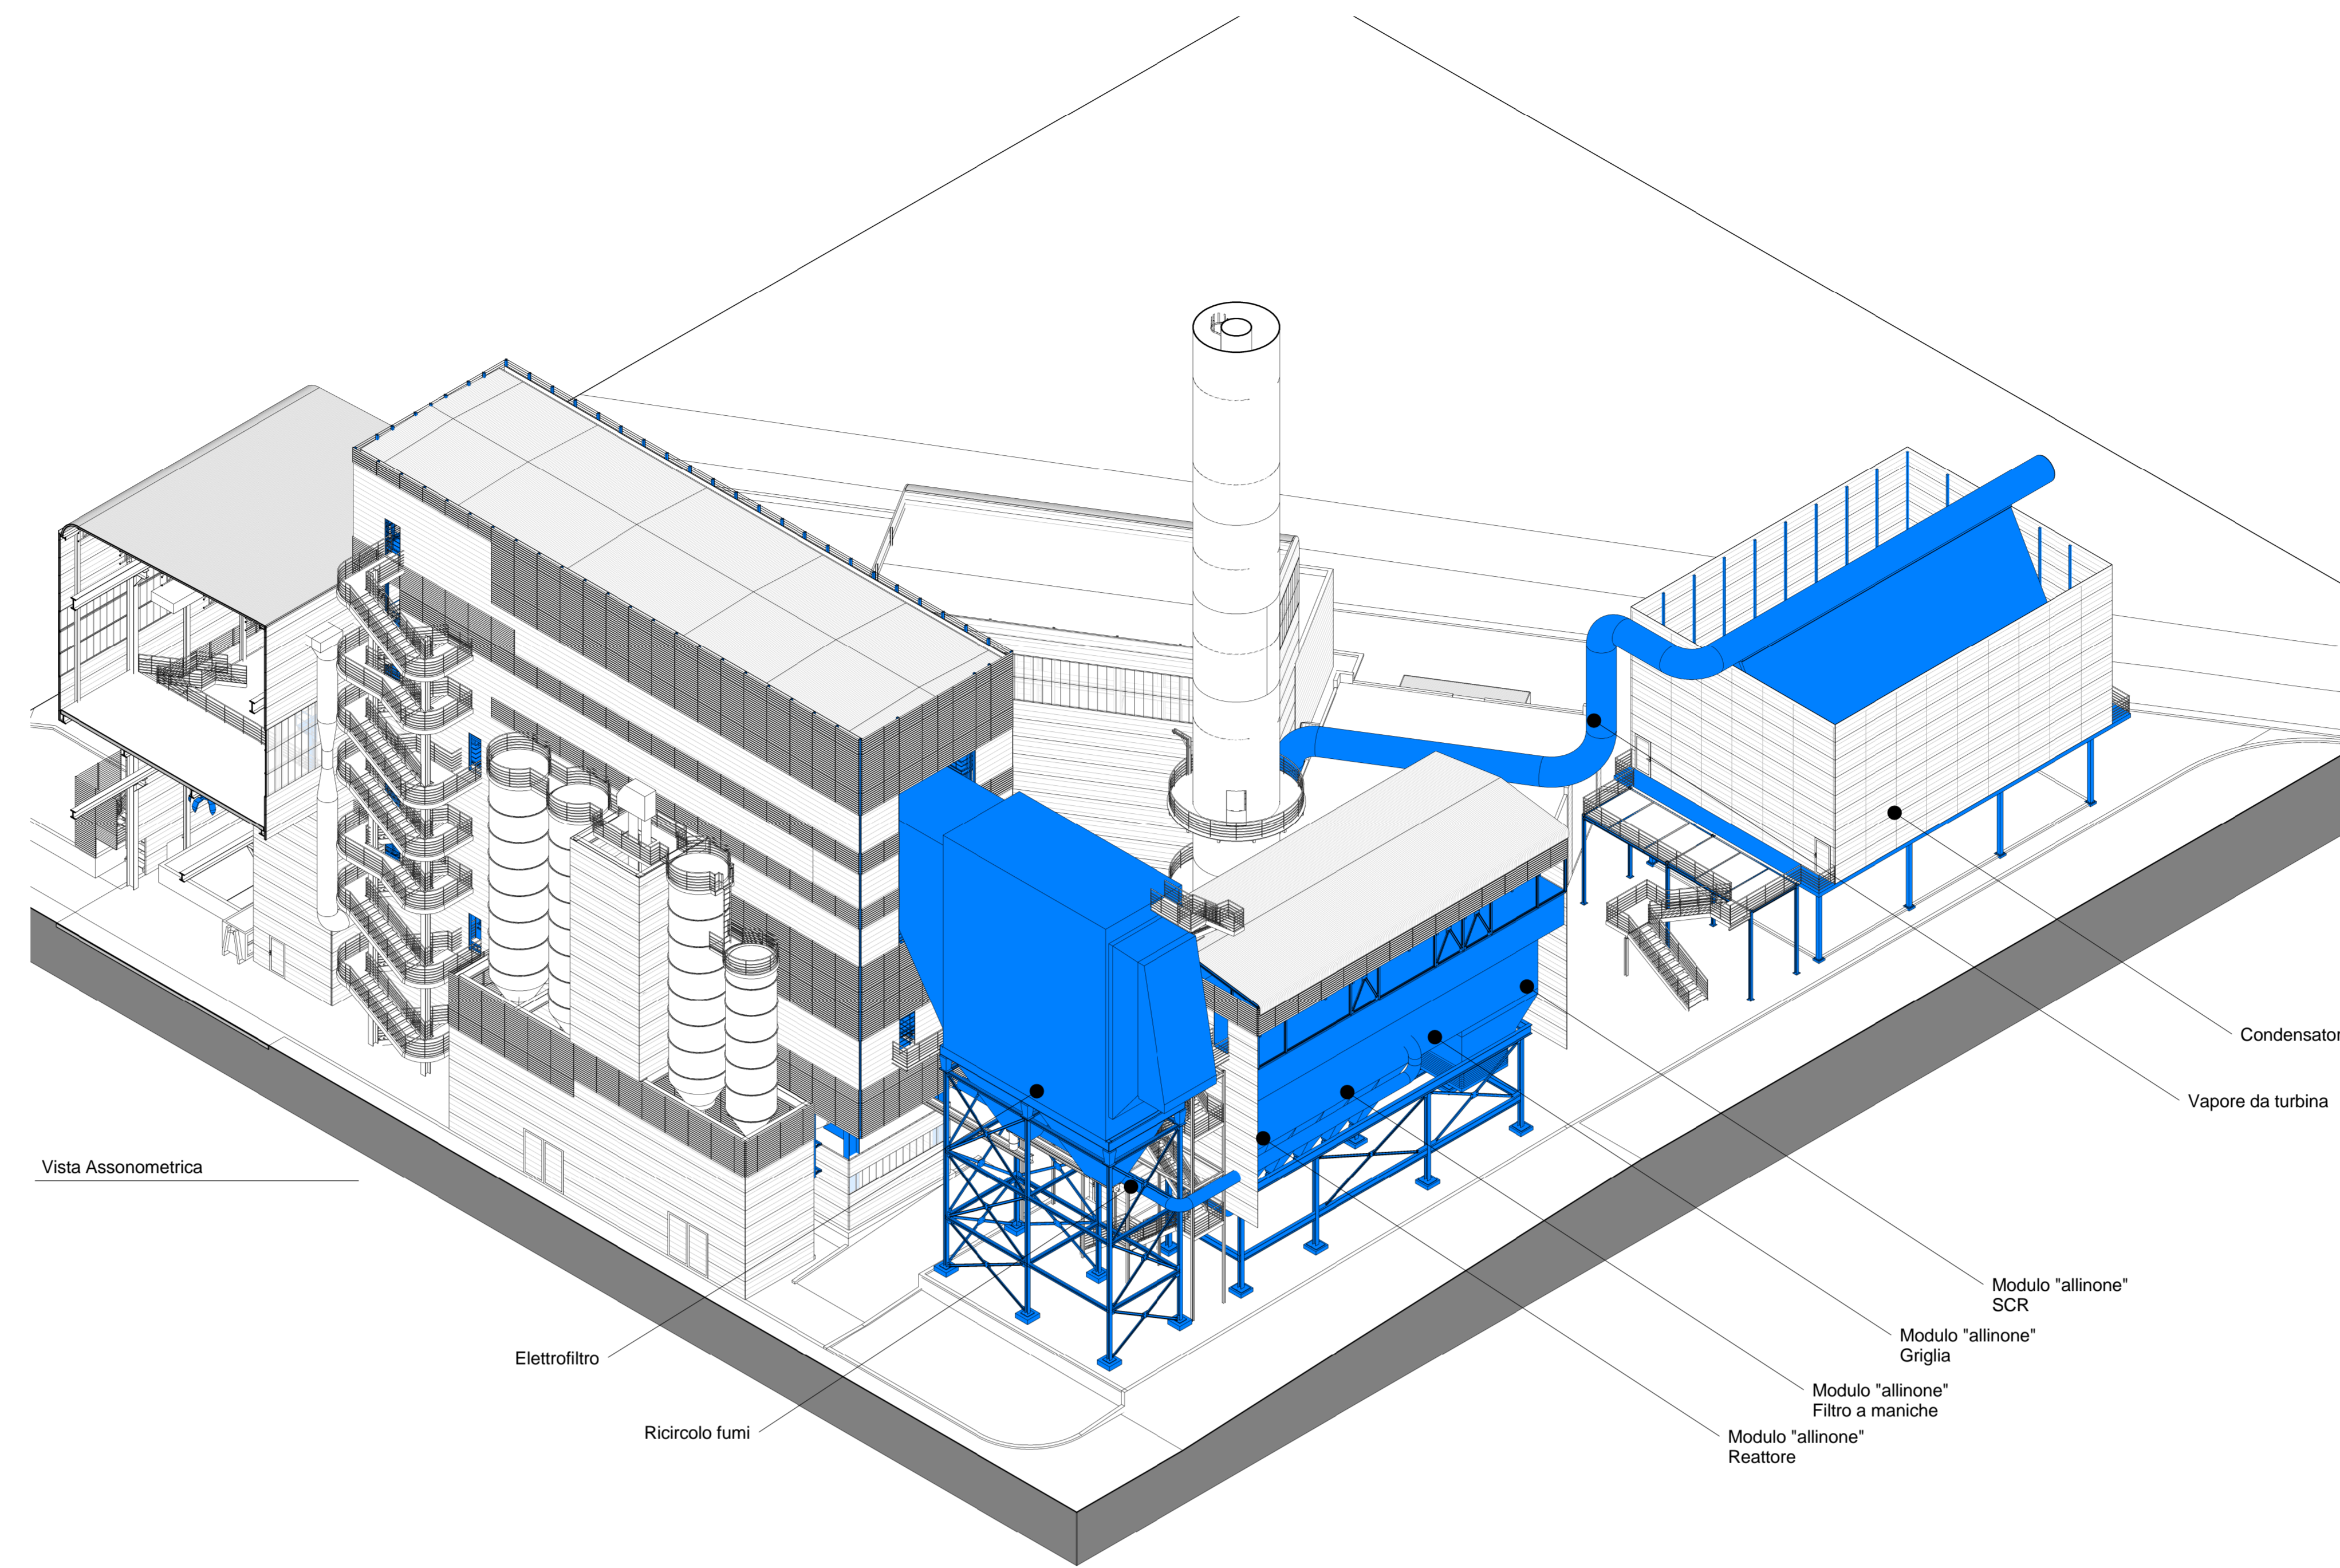 Condensator
Vapore da turbina
Vista Assonometrica
Modulo "allinone"
SCR
Modulo "allinone"
Griglia
Elettrofiltro
Modulo "allinone"
Filtro a maniche
Ricircolo fumi
Modulo "allinone"
Reattore